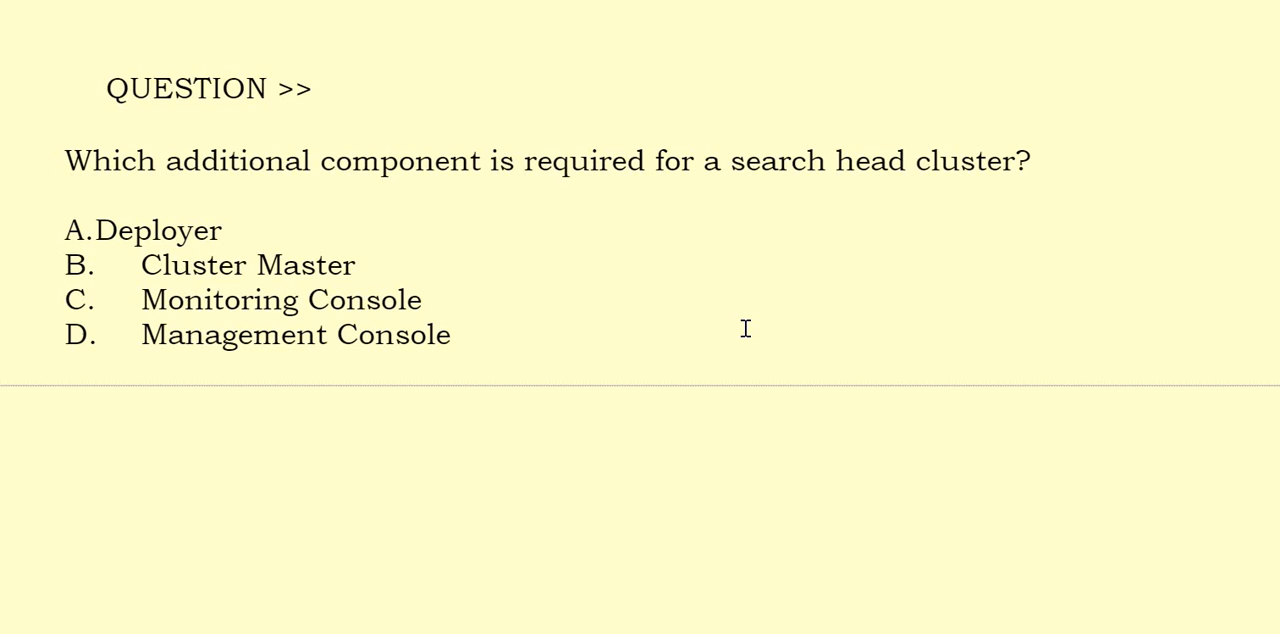 QUESTION >>
Which additional component is required for a search head cluster?
A.Deployer
B. Cluster Master
C. Monitoring Console
D. Management Console